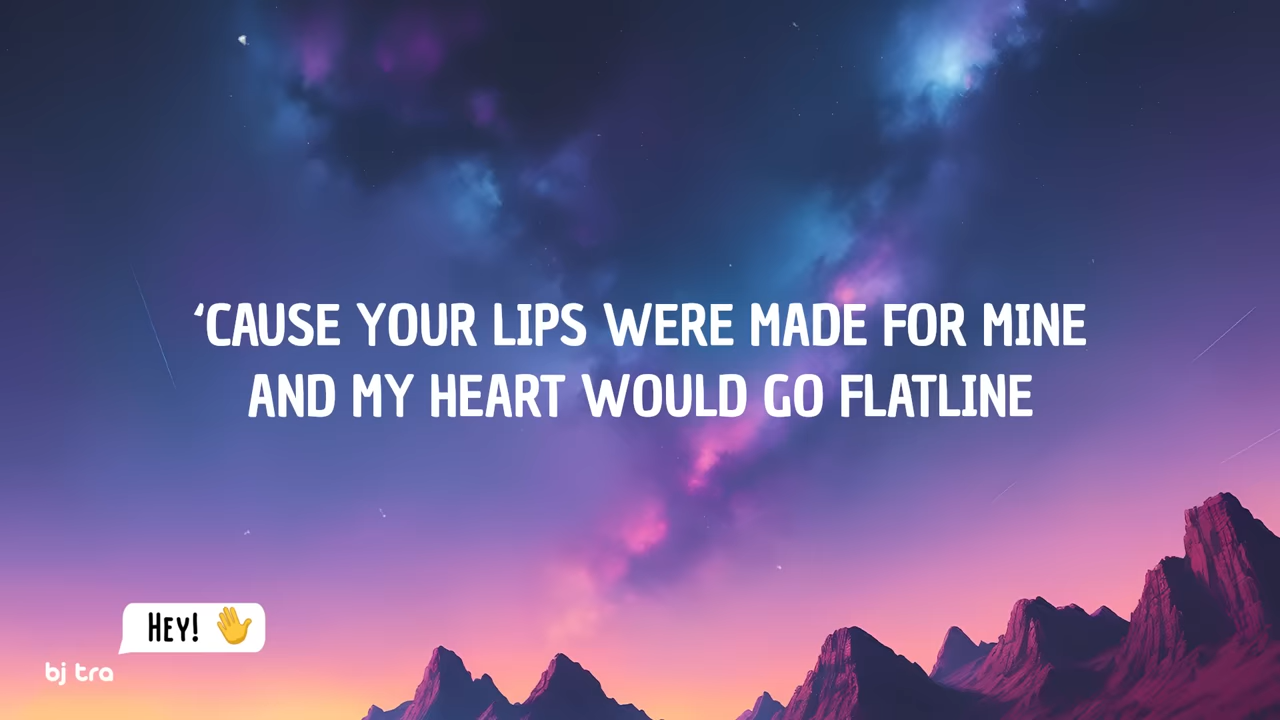 ‘CAUSE YOUR LIPS WERE MADE FOR MINE
AND MY HEART WOULD GO FLATLINE
HEY! 👋
bj tra